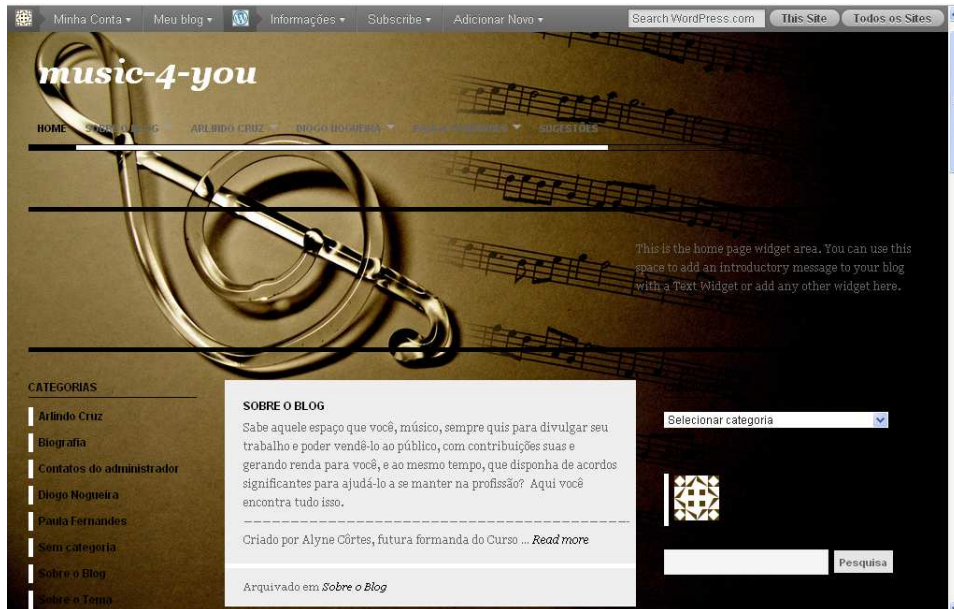 Minha Conta Meu blog Informações Subscribe Adicionar Novo Search WordPress.com This Site Todos os Sites
music-4-you
HOME SOBRE O BLOG ARLINDO CRUZ DIOGO NOGUEIRA PAULA FERNANDES SUGESTÕES
This is the home page widget area. You can use this
space to add an introductory message to your blog
with a Text Widget or add any other widget here.
CATEGORIAS
Arlindo Cruz
Biografia
Contatos do administrador
Diogo Nogueira
Paula Fernandes
Sem categoria
Sobre o Blog
Sobre o Tema
SOBRE O BLOG
Sabe aquele espaço que você, músico, sempre quis para divulgar seu
trabalho e poder vendê-lo ao público, com contribuições suas e
gerando renda para você, e ao mesmo tempo, que disponha de acordos
significantes para ajudá-lo a se manter na profissão? Aqui você
encontra tudo isso.
Criado por Alyne Côrtes, futura formanda do Curso ... Read more
Arquivado em Sobre o Blog
Selecionar categoria
Pesquisa